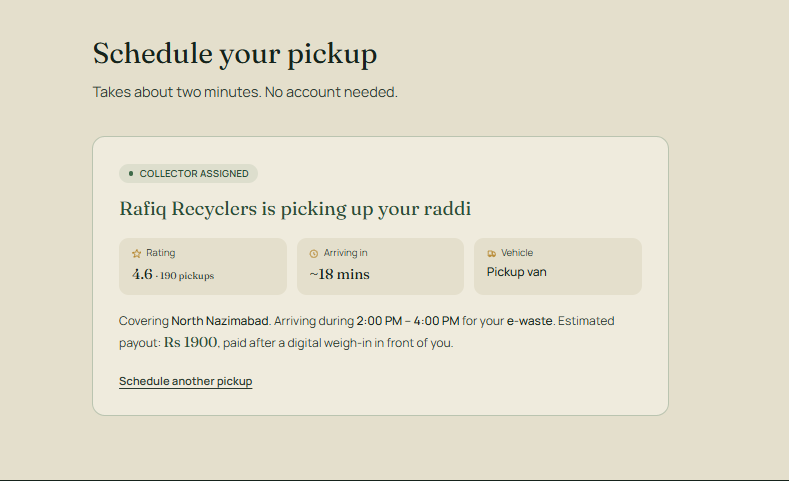 Schedule your pickup
Takes about two minutes. No account needed.
COLLECTOR ASSIGNED
Rafiq Recyclers is picking up your raddi
Rating
4.6 · 190 pickups
Arriving in
~18 mins
Vehicle
Pickup van
Covering North Nazimabad. Arriving during 2:00 PM – 4:00 PM for your e-waste. Estimated
payout: Rs 1900, paid after a digital weigh-in in front of you.
Schedule another pickup